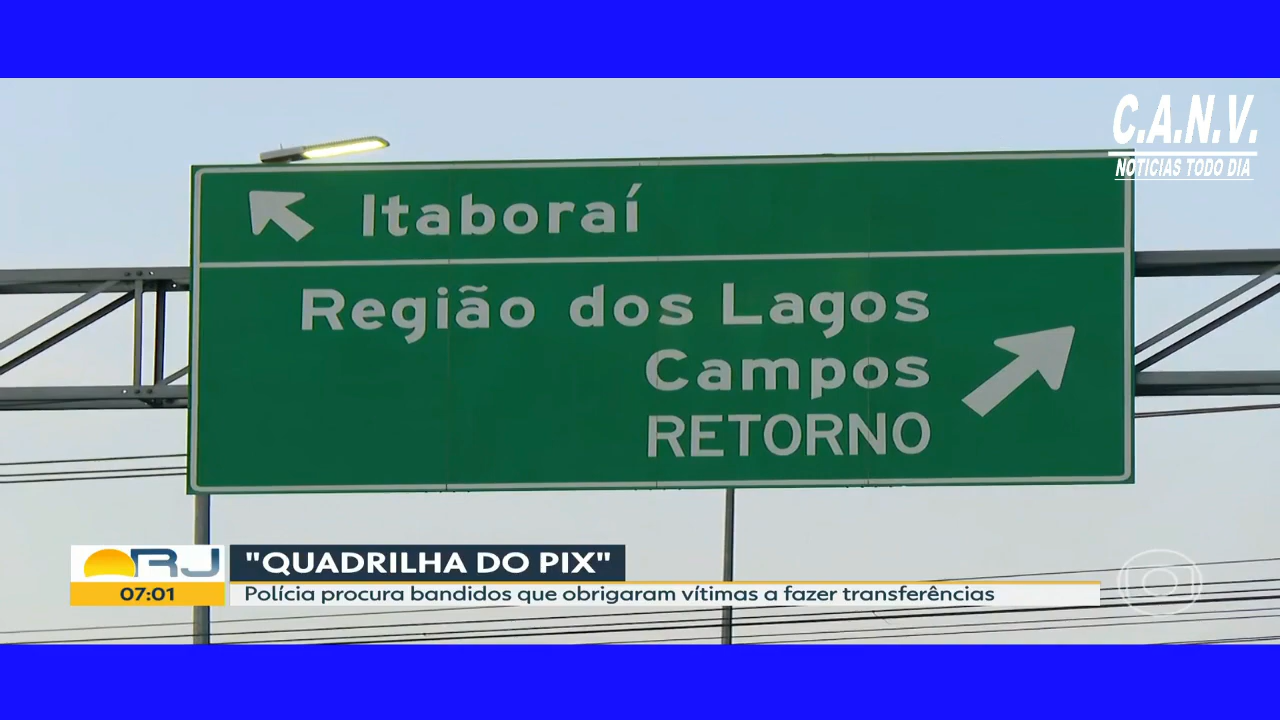 C.A.N.V.
NOTICIAS TODO DIA
Itaboraí
Região dos Lagos
Campos
RETORNO
RJ
"QUADRILHA DO PIX"
07:01
Polícia procura bandidos que obrigaram vítimas a fazer transferências